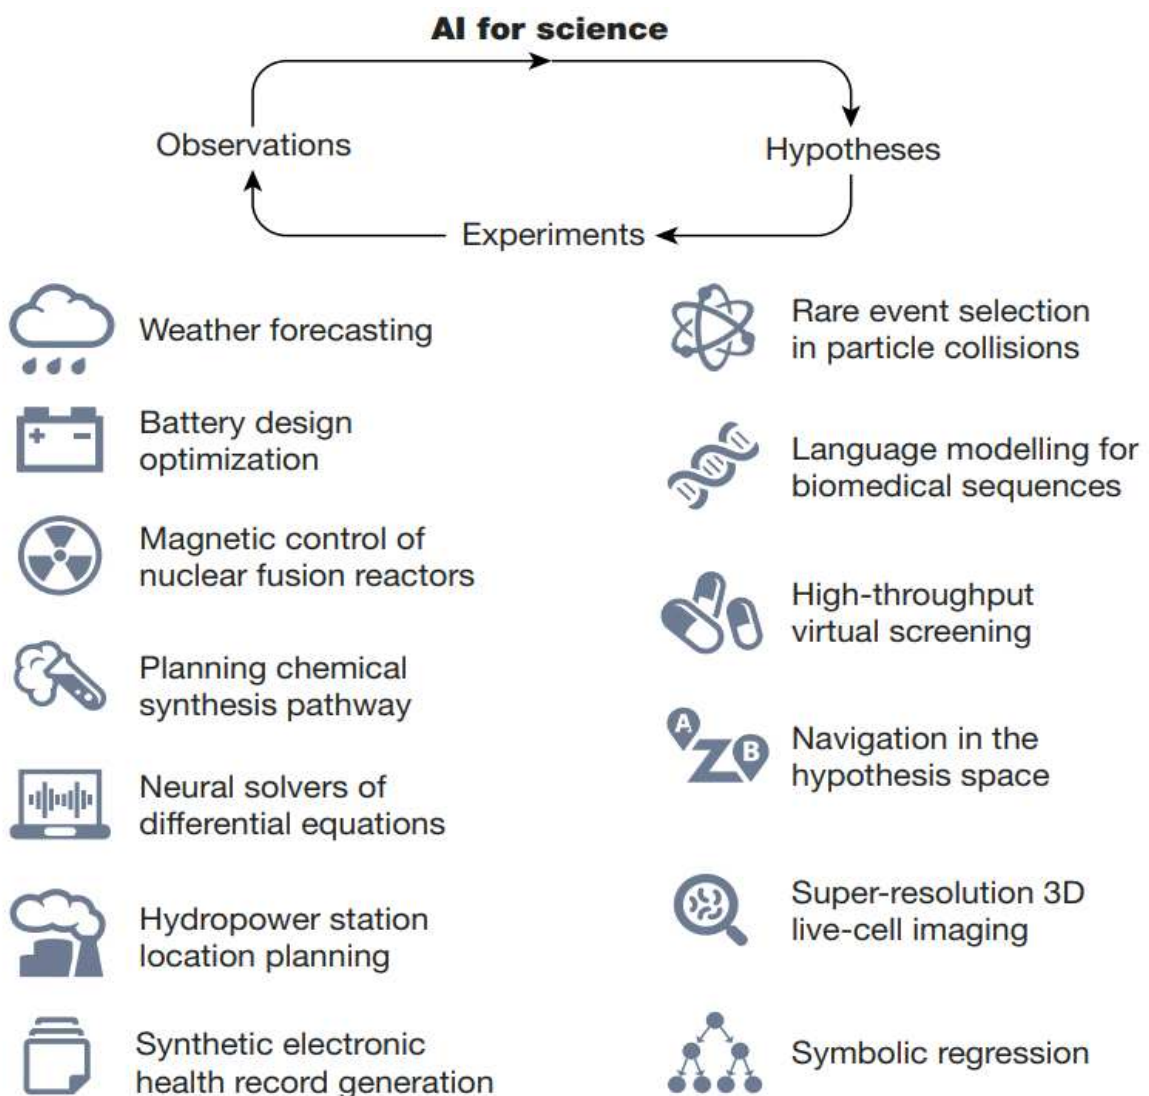 AI for science
Observations
Hypotheses
Experiments
Weather forecasting
Battery design
optimization
Magnetic control of
nuclear fusion reactors
Planning chemical
synthesis pathway
Neural solvers of
differential equations
Hydropower station
location planning
Synthetic electronic
health record generation
Rare event selection
in particle collisions
Language modelling for
biomedical sequences
High-throughput
virtual screening
A
B
Navigation in the
hypothesis space
Super-resolution 3D
live-cell imaging
Symbolic regression